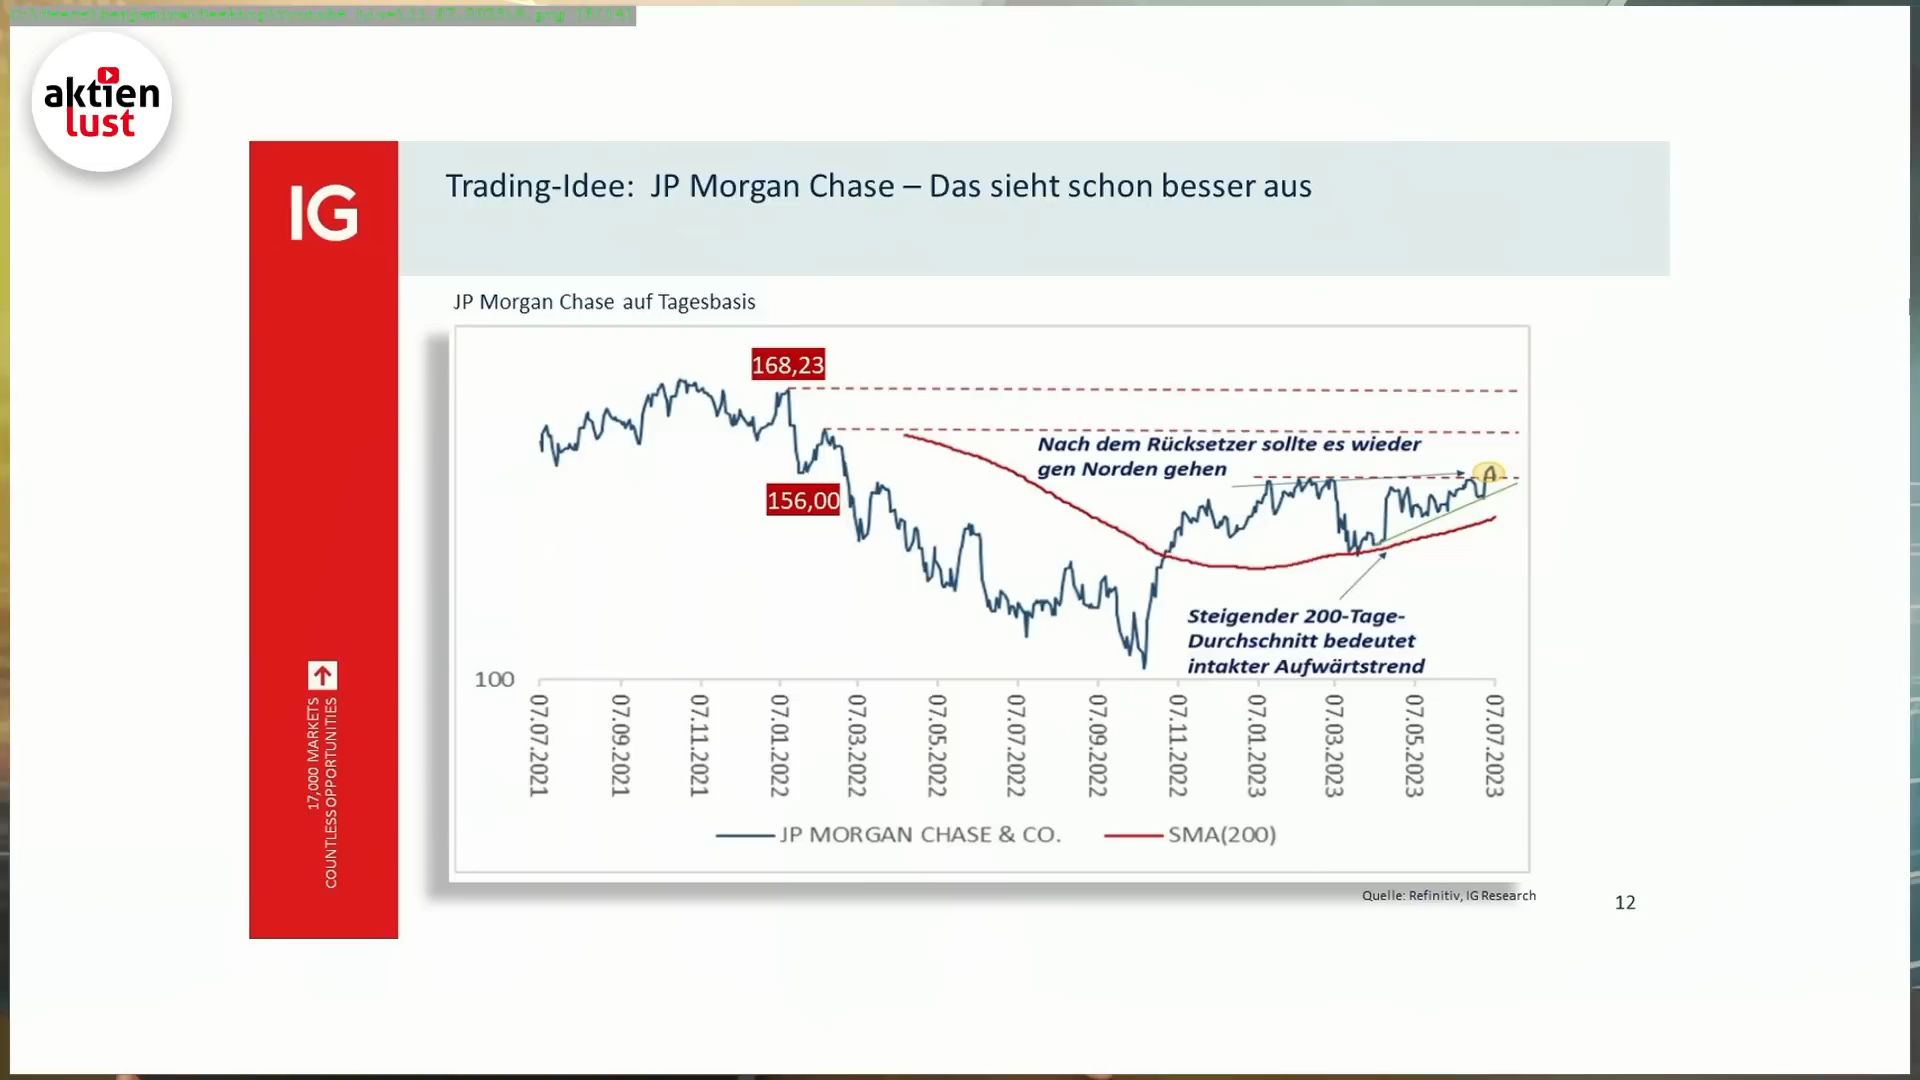 aktien
lust
IG
Trading-Idee: JP Morgan Chase – Das sieht schon besser aus
JP Morgan Chase auf Tagesbasis
168,23
Nach dem Rücksetzer sollte es wieder
gen Norden gehen
156,00
Steigender 200-Tage-
Durchschnitt bedeutet
intakter Aufwärtstrend
100
07.07.2021
07.09.2021
07.11.2021
07.01.2022
07.03.2022
07.05.2022
07.07.2022
07.09.2022
07.11.2022
07.01.2023
07.03.2023
07.05.2023
07.07.2023
JP MORGAN CHASE & CO.
SMA(200)
17,000 MARKETS
COUNTLESS OPPORTUNITIES
Quelle: Refinitiv, IG Research
12